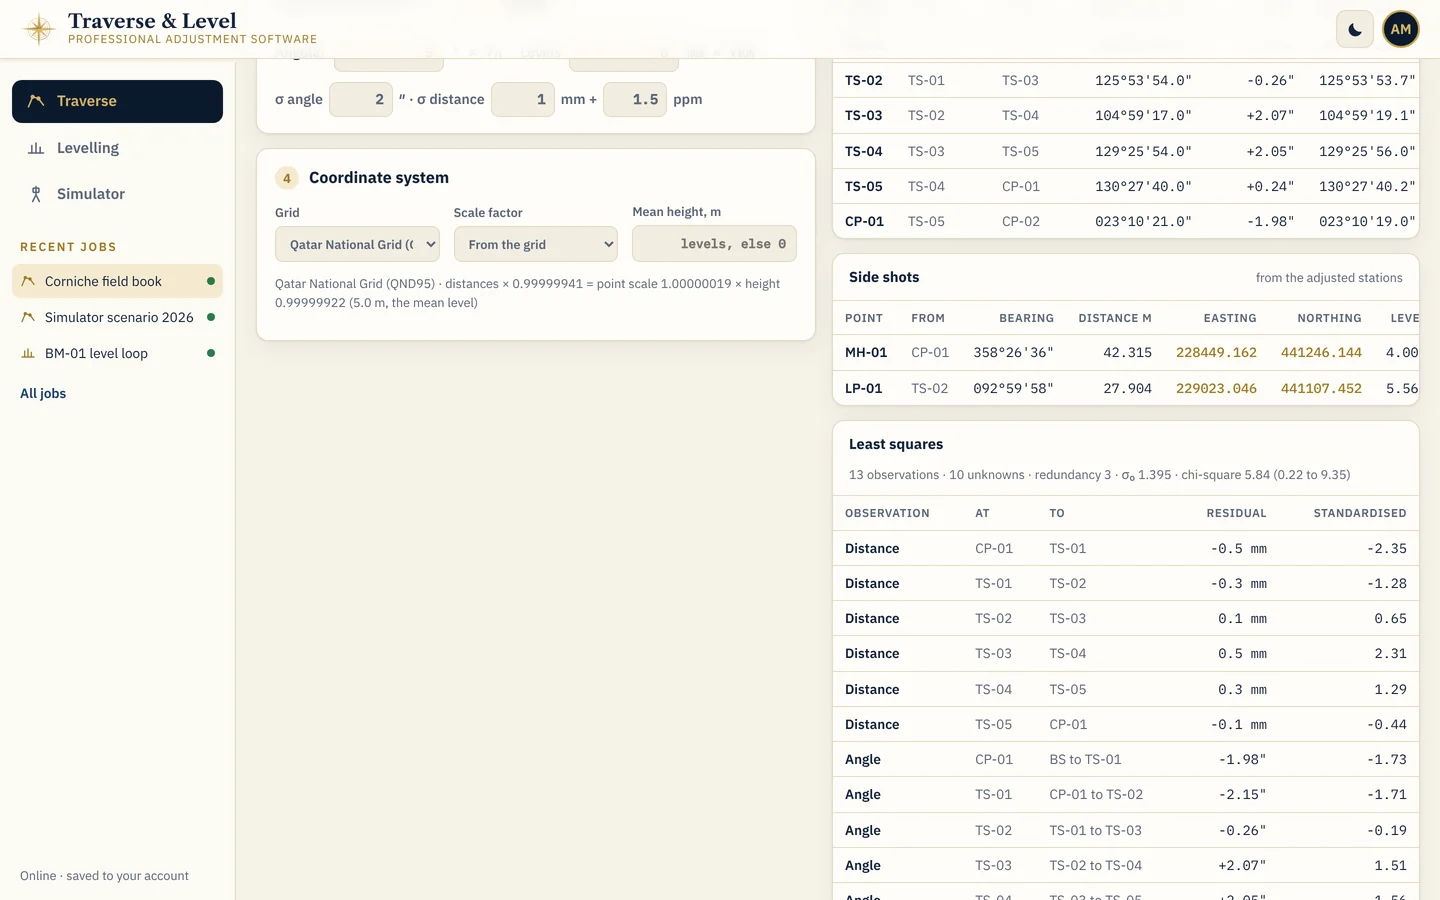 Traverse & Level
PROFESSIONAL ADJUSTMENT SOFTWARE
AM
Traverse
Levelling
Simulator
RECENT JOBS
Corniche field book
Simulator scenario 2026
BM-01 level loop
All jobs
Online · saved to your account
σ angle 2 ″ · σ distance 1 mm + 1.5 ppm
4 Coordinate system
Grid Scale factor Mean height, m
Qatar National Grid (( From the grid levels, else 0
Qatar National Grid (QND95) · distances × 0.99999941 = point scale 1.00000019 × height
0.99999922 (5.0 m, the mean level)
TS-02 TS-01 TS-03 125°53'54.0" -0.26" 125°53'53.7"
TS-03 TS-02 TS-04 104°59'17.0" +2.07" 104°59'19.1"
TS-04 TS-03 TS-05 129°25'54.0" +2.05" 129°25'56.0"
TS-05 TS-04 CP-01 130°27'40.0" +0.24" 130°27'40.2"
CP-01 TS-05 CP-02 023°10'21.0" -1.98" 023°10'19.0"
Side shots from the adjusted stations
POINT FROM BEARING DISTANCE M EASTING NORTHING LEVE
MH-01 CP-01 358°26'36" 42.315 228449.162 441246.144 4.00
LP-01 TS-02 092°59'58" 27.904 229023.046 441107.452 5.56
Least squares
13 observations · 10 unknowns · redundancy 3 · σ₀ 1.395 · chi-square 5.84 (0.22 to 9.35)
OBSERVATION AT TO RESIDUAL STANDARDISED
Distance CP-01 TS-01 -0.5 mm -2.35
Distance TS-01 TS-02 -0.3 mm -1.28
Distance TS-02 TS-03 0.1 mm 0.65
Distance TS-03 TS-04 0.5 mm 2.31
Distance TS-04 TS-05 0.3 mm 1.29
Distance TS-05 CP-01 -0.1 mm -0.44
Angle CP-01 BS to TS-01 -1.98" -1.73
Angle TS-01 CP-01 to TS-02 -2.15" -1.71
Angle TS-02 TS-01 to TS-03 -0.26" -0.19
Angle TS-03 TS-02 to TS-04 +2.07" 1.51